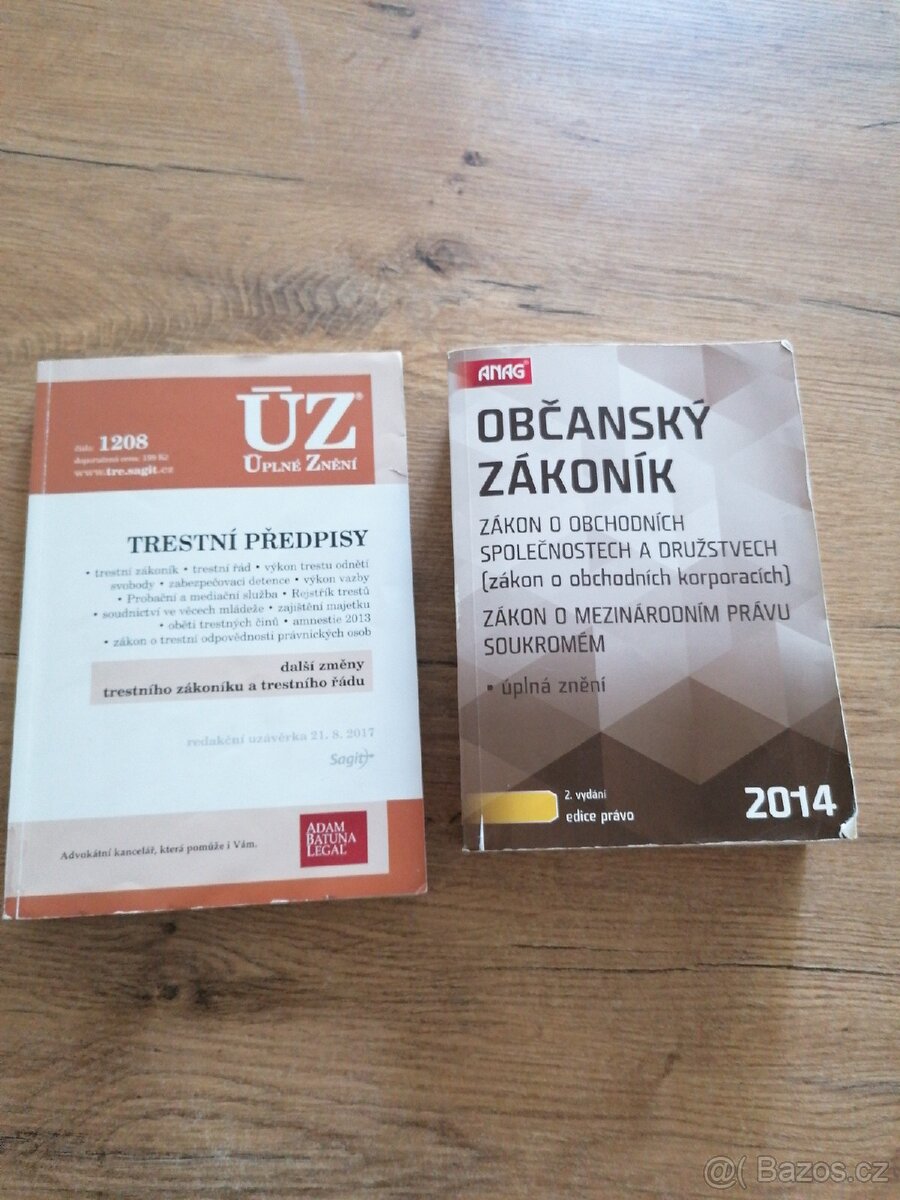 ÚZ®
ÚPLNÉ ZNĚNÍ
číslo: 1208
doporučená cena: 199 Kč
www.tre.sagit.cz
TRESTNÍ PŘEDPISY
• trestní zákoník • trestní řád • výkon trestu odnětí
svobody • zabezpečovací detence • výkon vazby
• Probační a mediační služba • Rejstřík trestů
• soudnictví ve věcech mládeže • zajištění majetku
• oběti trestných činů • amnestie 2013
• zákon o trestní odpovědnosti právnických osob
další změny
trestního zákoníku a trestního řádu
redakční uzávěrka 21. 8. 2017
Sagit
Advokátní kancelář, která pomůže i Vám.
ADAM
BATUNA
LEGAL
ANAG®
OBČANSKÝ
ZÁKONÍK
ZÁKON O OBCHODNÍCH
SPOLEČNOSTECH A DRUŽSTVECH
(zákon o obchodních korporacích)
ZÁKON O MEZINÁRODNÍM PRÁVU
SOUKROMÉM
• úplná znění
2. vydání
edice právo
2014
@( Bazos.cz